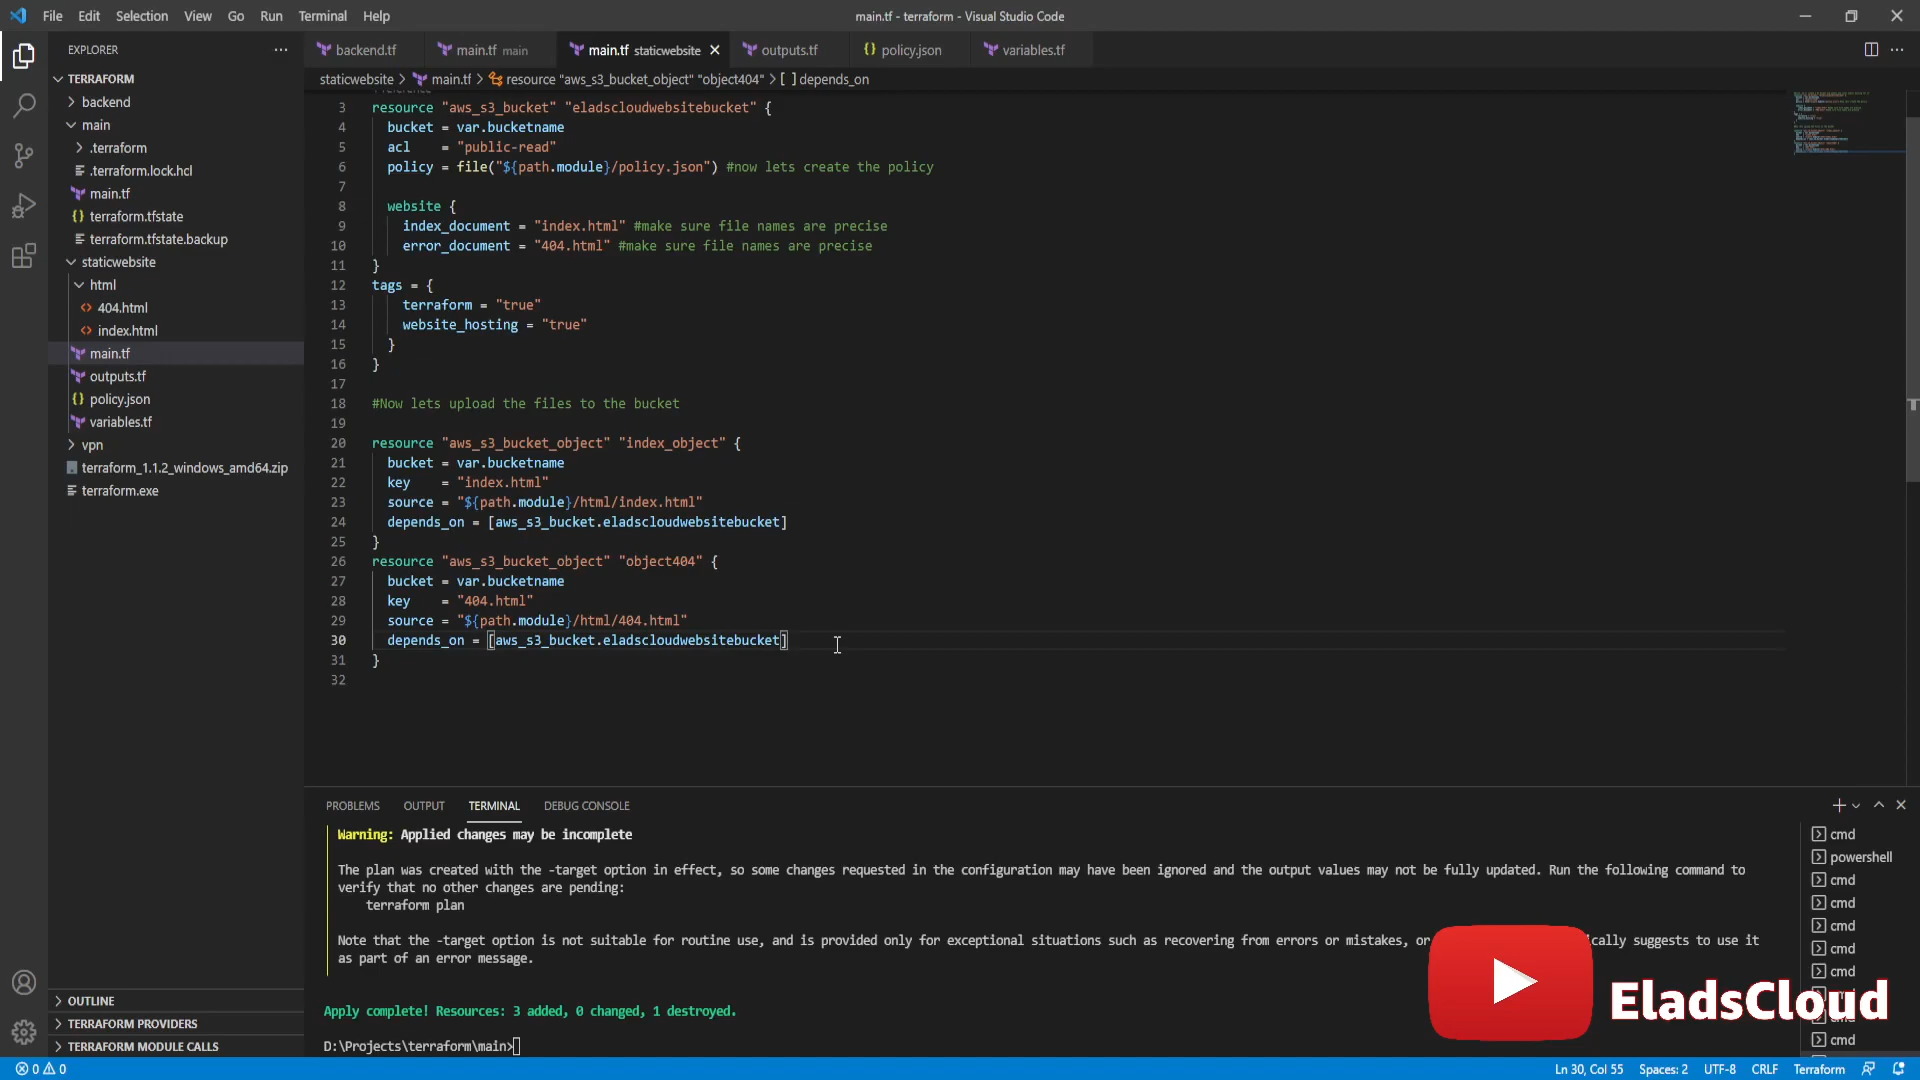 File Edit Selection View Go Run Terminal Help
main.tf - terraform - Visual Studio Code
EXPLORER
TERRAFORM
backend
main
.terraform
.terraform.lock.hcl
main.tf
terraform.tfstate
terraform.tfstate.backup
staticwebsite
html
404.html
index.html
main.tf
outputs.tf
policy.json
variables.tf
vpn
terraform_1.1.2_windows_amd64.zip
terraform.exe
OUTLINE
TERRAFORM PROVIDERS
TERRAFORM MODULE CALLS
backend.tf main.tf main main.tf staticwebsite outputs.tf policy.json variables.tf
staticwebsite > main.tf > resource "aws_s3_bucket_object" "object404" > [ ] depends_on
3 resource "aws_s3_bucket" "eladscloudwebsitebucket" {
4 bucket = var.bucketname
5 acl = "public-read"
6 policy = file("${path.module}/policy.json") #now lets create the policy
7
8 website {
9 index_document = "index.html" #make sure file names are precise
10 error_document = "404.html" #make sure file names are precise
11 }
12 tags = {
13 terraform = "true"
14 website_hosting = "true"
15 }
16 }
17
18 #Now lets upload the files to the bucket
19
20 resource "aws_s3_bucket_object" "index_object" {
21 bucket = var.bucketname
22 key = "index.html"
23 source = "${path.module}/html/index.html"
24 depends_on = [aws_s3_bucket.eladscloudwebsitebucket]
25 }
26 resource "aws_s3_bucket_object" "object404" {
27 bucket = var.bucketname
28 key = "404.html"
29 source = "${path.module}/html/404.html"
30 depends_on = [aws_s3_bucket.eladscloudwebsitebucket]
31 }
32
PROBLEMS OUTPUT TERMINAL DEBUG CONSOLE
Warning: Applied changes may be incomplete
The plan was created with the -target option in effect, so some changes requested in the configuration may have been ignored and the output values may not be fully updated. Run the following command to
verify that no other changes are pending:
terraform plan
Note that the -target option is not suitable for routine use, and is provided only for exceptional situations such as recovering from errors or mistakes, or suggests to use it
as part of an error message.
Apply complete! Resources: 3 added, 0 changed, 1 destroyed.
D:\Projects\terraform\main>
cmd
powershell
cmd
cmd
cmd
cmd
cmd
cmd
EladsCloud
0 0
Ln 30, Col 55 Spaces: 2 UTF-8 CRLF Terraform